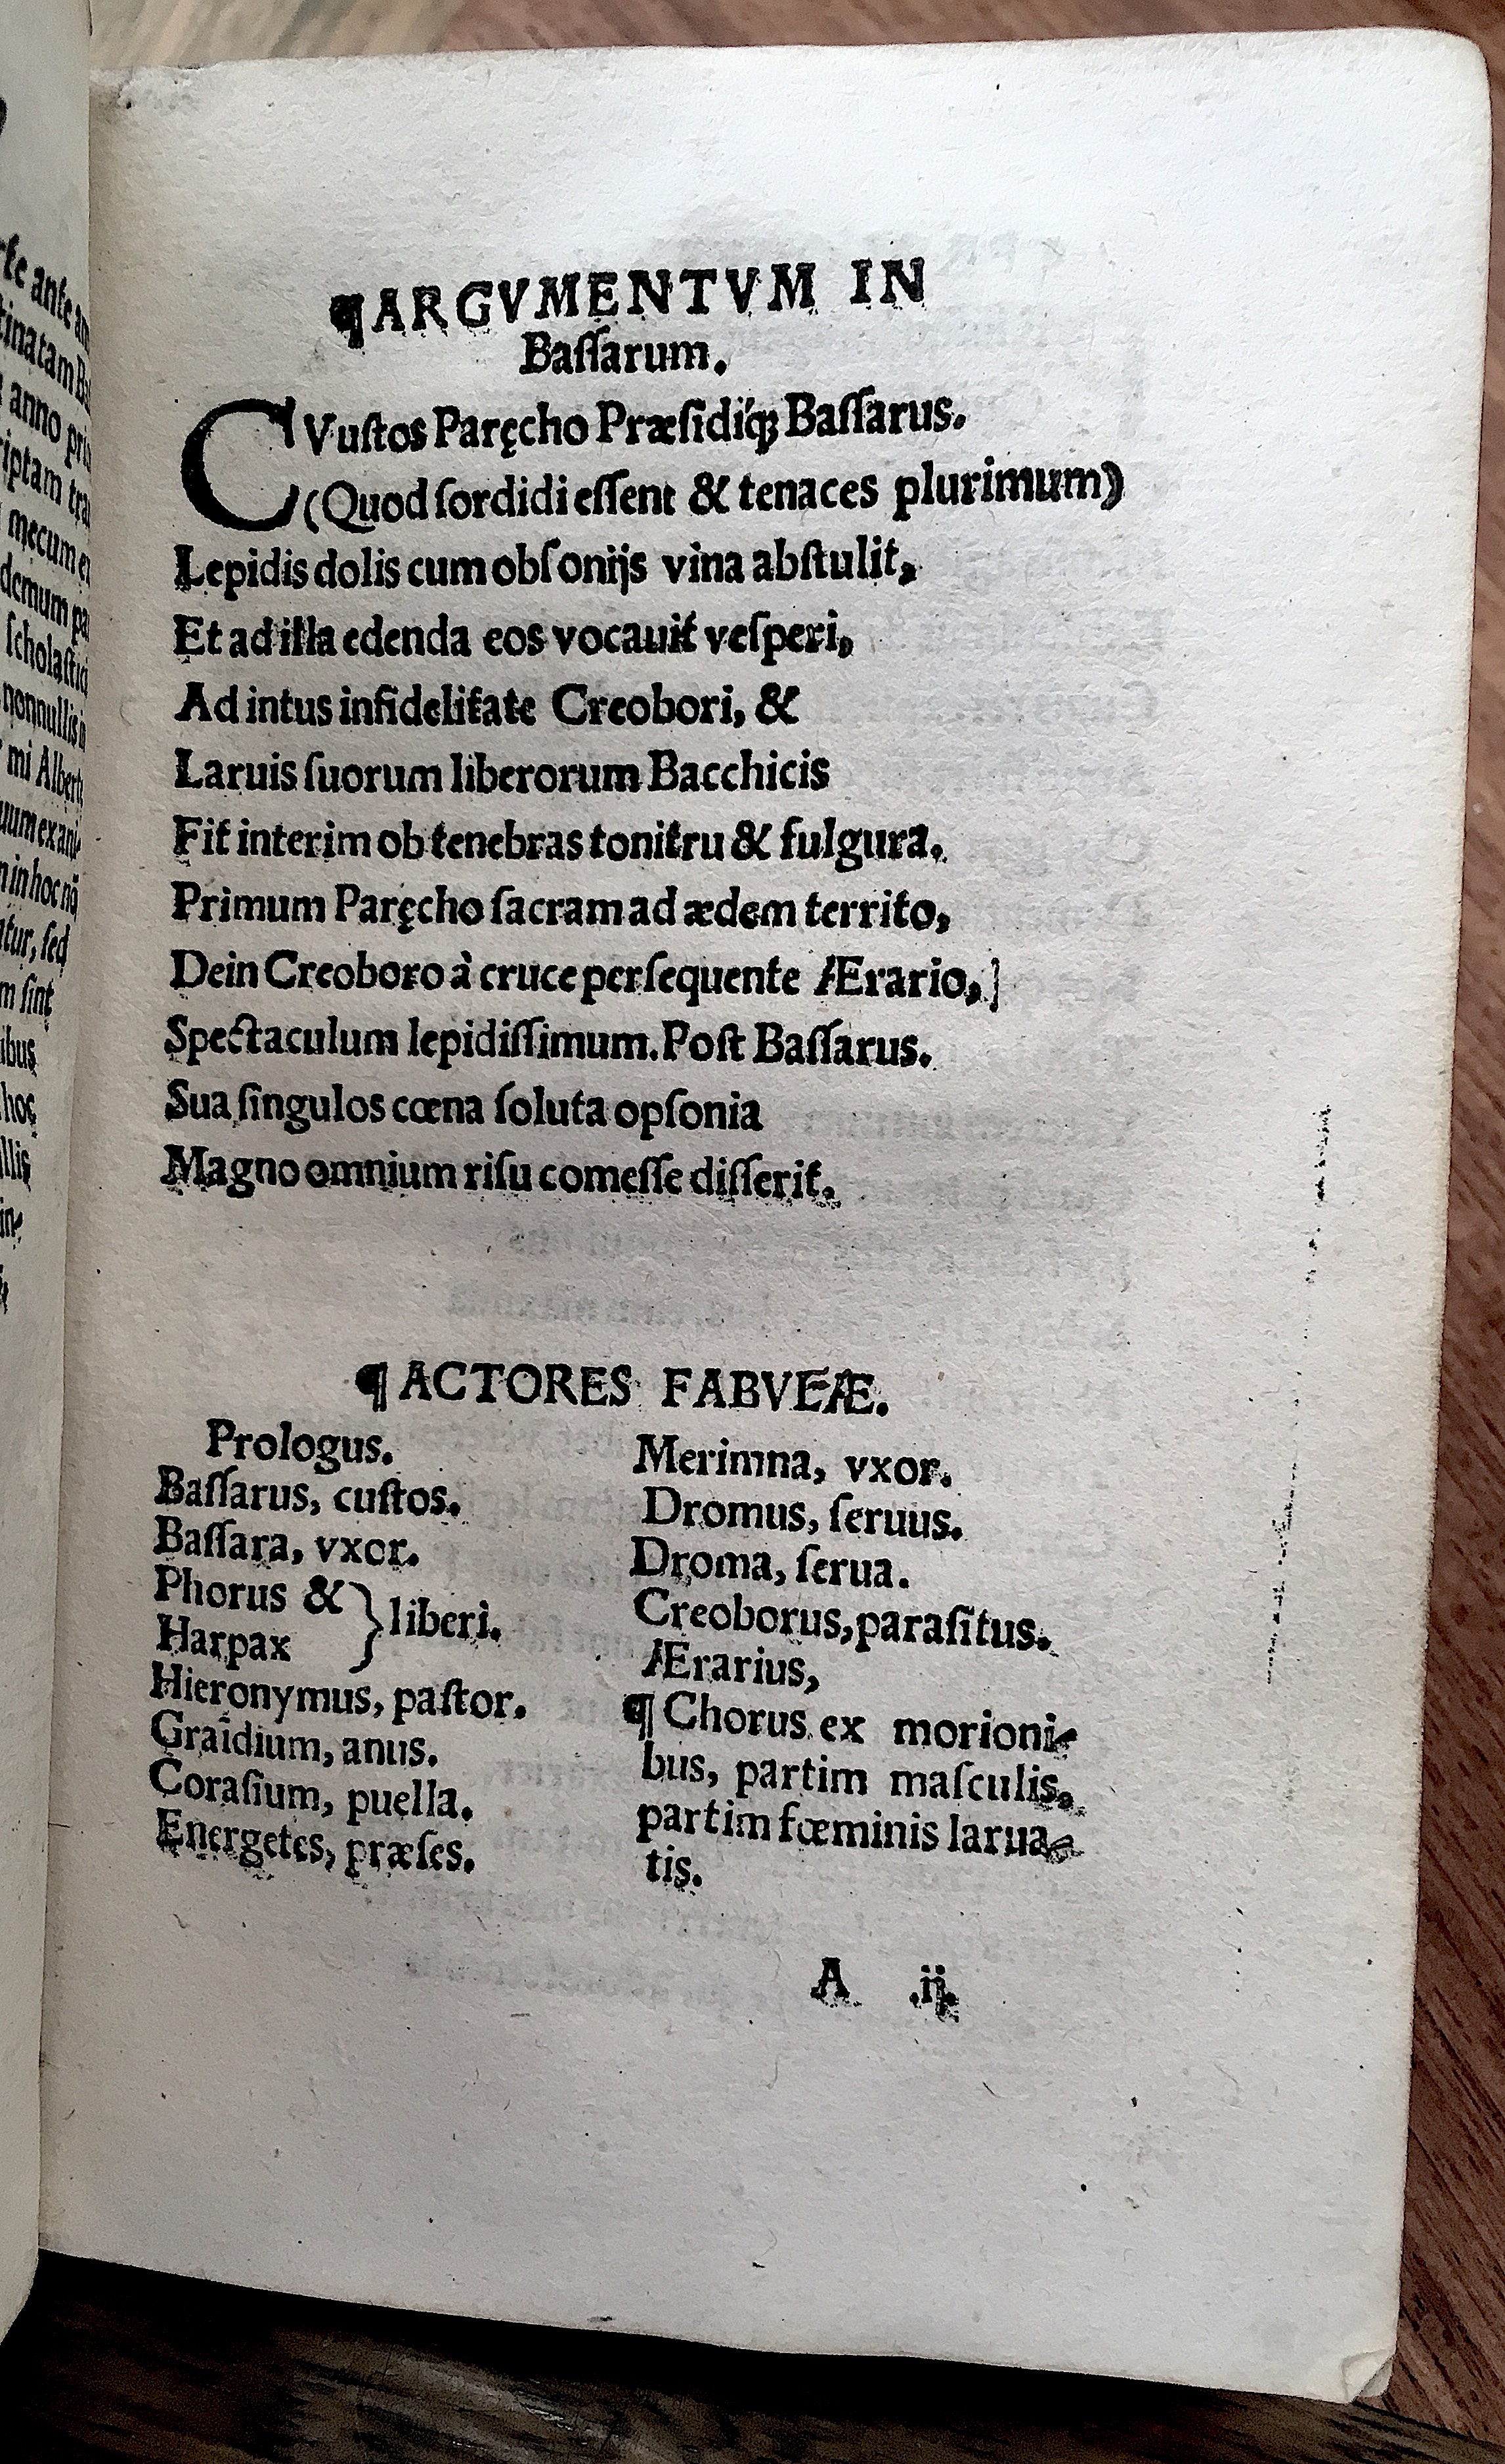 ¶ARGVMENTVM IN
Baſſarum.
CVuſtos Paręcho Præſidiq́ꝫ Baſſarus.
(Quod ſordidi eſſent & tenaces plurimum)
Lepidis dolis cum obſonijs vina abſtulit,
Et ad illa edenda eos vocauit veſperi,
Ad intus infidelitate Creobori, &
Laruis ſuorum liberorum Bacchicis
Fit interim ob tenebras tonitru & fulgura.
Primum Paręcho ſacram ad ædem territo,
Dein Creoboro à cruce perſequente Ærario,]
Spectaculum lepidiſſimum. Poſt Baſſarus.
Sua ſingulos cœna ſoluta opſonia
Magno omnium riſu comeſſe diſſerit.
¶ACTORES FABVLÆ.
Prologus.
Baſſarus, cuſtos.
Baſſara, vxor.
Phorus &
Harpax } liberi.
Hieronymus, paſtor.
Graidium, anus.
Coraſium, puella.
Energetes, præſes.
Merimna, vxor.
Dromus, ſeruus.
Droma, ſerua.
Creoborus, paraſitus.
Ærarius,
¶Chorus ex morioni-
bus, partim maſculis,
partim fœminis larua-
tis.
A ij.